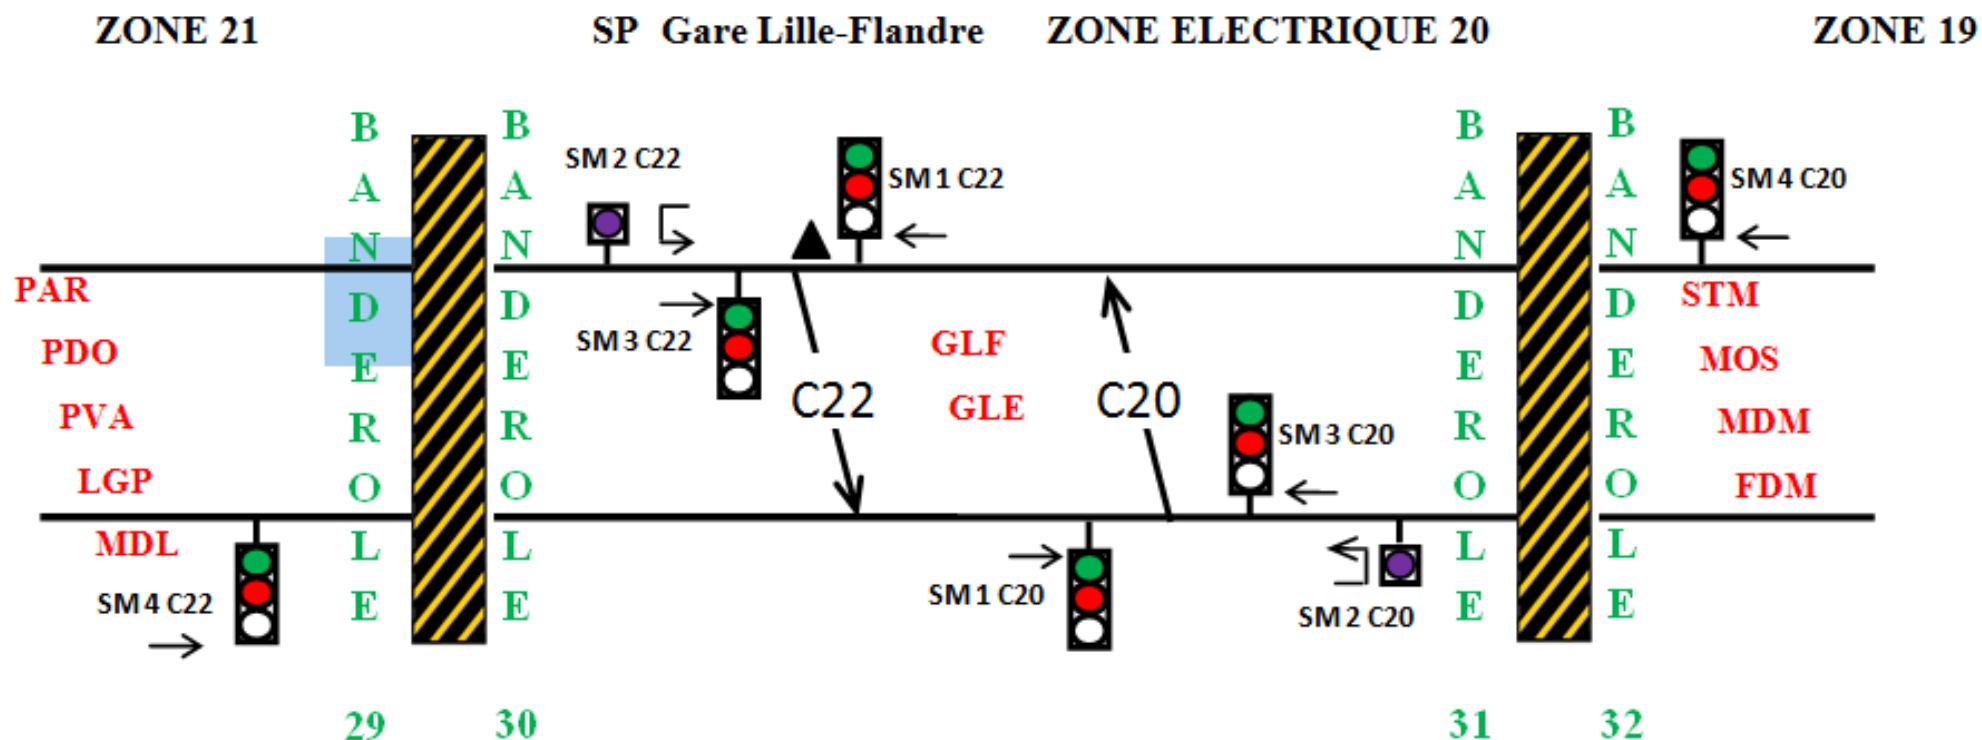 ZONE 21
SP Gare Lille-Flandre
ZONE ELECTRIQUE 20
ZONE 19
BANDEROLE
BANDEROLE
SM 2 C22
SM 1 C22
BANDEROLE
BANDEROLE
SM 4 C20
PAR
PDO
PVA
LGP
MDL
SM 3 C22
C22
GLF
GLE
C20
SM 3 C20
STM
MOS
MDM
FDM
SM 4 C22
SM 1 C20
SM 2 C20
29
30
31
32